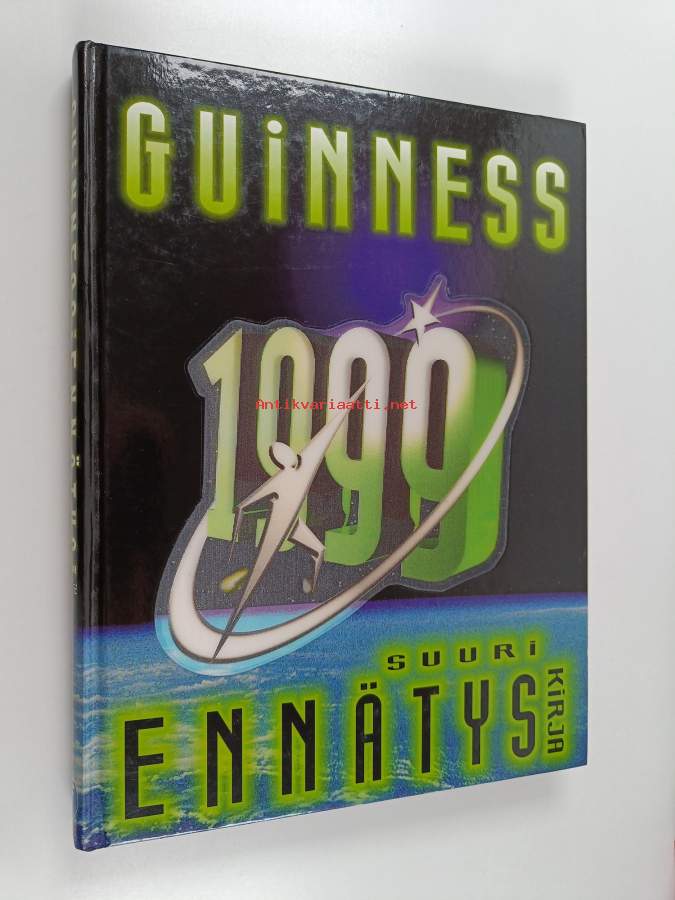 GUiNNESS
1999
Antikvariaatti.net
SUURi
ENNÄTYS
KiRJA